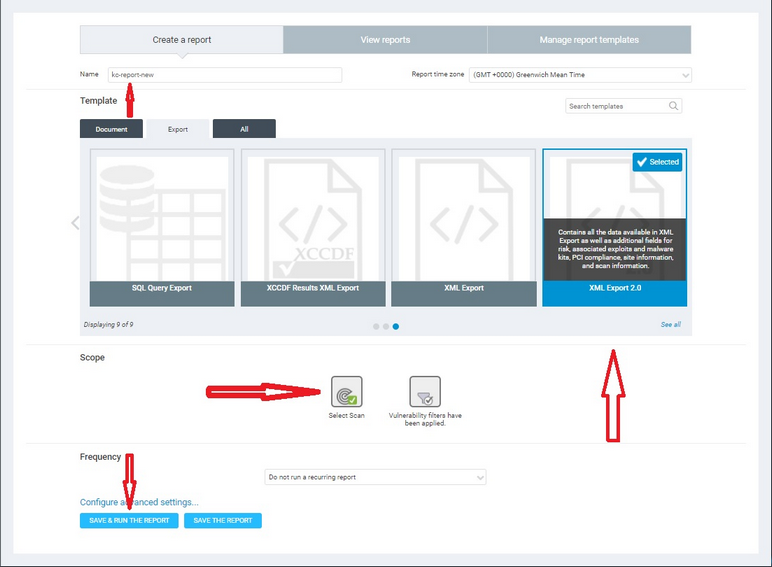 Create a report
View reports
Manage report templates
Name
kc-report-new
Report time zone
(GMT +0000) Greenwich Mean Time
Template
Search templates
Document
Export
All
Selected
XCCDF
Contains all the data available in XML
Export as well as additional fields for
risk, associated exploits and malware
kits, PCI compliance, site information,
and scan information.
SQL Query Export
XCCDF Results XML Export
XML Export
XML Export 2.0
Displaying 9 of 9
See all
Scope
Select Scan
Vulnerability filters have
been applied.
Frequency
Do not run a recurring report
Configure advanced settings...
SAVE & RUN THE REPORT
SAVE THE REPORT